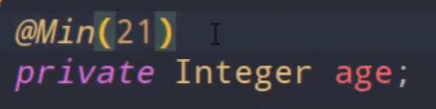 @Min(21)
private Integer age;